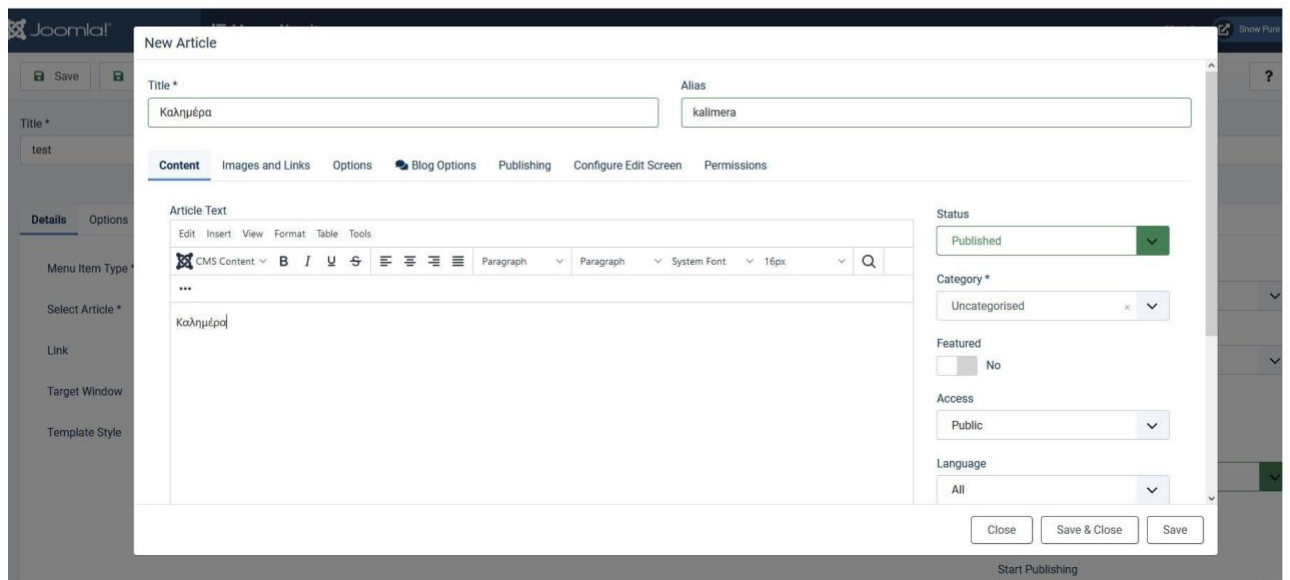 Joomla!
Snow Pure
New Article
Save
?
Title *
Alias
Καλημέρα
kalimera
Title *
test
Content Images and Links Options Blog Options Publishing Configure Edit Screen Permissions
Article Text
Status
Details Options
Edit Insert View Format Table Tools
Published
CMS Content B I U S Paragraph Paragraph System Font 16px
Menu Item Type *
Category *
...
Select Article *
Uncategorised
Καλημέρα
Link
Featured
No
Target Window
Access
Public
Template Style
Language
All
Close Save & Close Save
Start Publishing